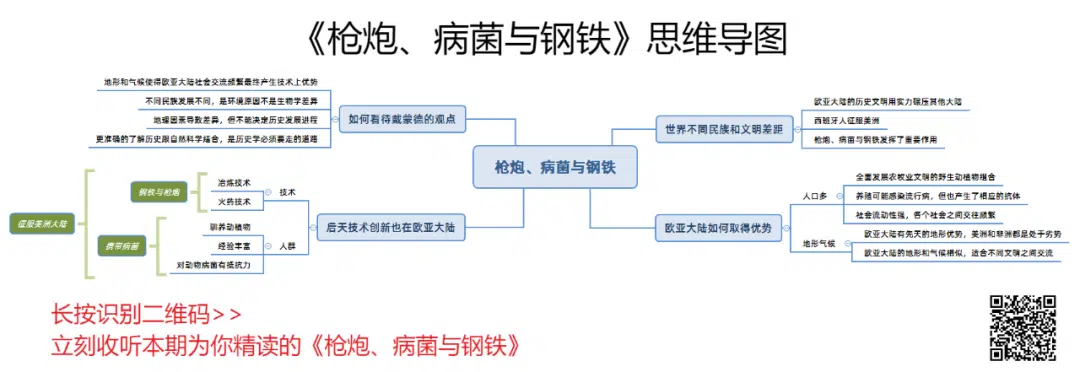 《枪炮、病菌与钢铁》思维导图
地形和气候使得欧亚大陆社会交流频繁最终产生技术上优势
不同民族发展不同，是环境原因不是生物学差异
地理因素导致差异，但不能决定历史发展进程
更准确的了解历史跟自然科学结合，是历史学必须要走的道路
如何看待戴蒙德的观点
枪炮、病菌与钢铁
世界不同民族和文明差距
欧亚大陆的历史文明用实力碾压其他大陆
西班牙人征服美洲
枪炮、病菌与钢铁发挥了重要作用
征服美洲大陆
钢铁与枪炮
携带病菌
冶炼技术
火药技术
技术
驯养动植物
经验丰富
对动物病菌有抵抗力
人群
后天技术创新也在欧亚大陆
欧亚大陆如何取得优势
人口多
全面发展农牧业文明的野生动植物组合
养殖可能感染流行病，但也产生了相应的抗体
社会流动性强，各个社会之间交往频繁
地形气候
欧亚大陆有先天的地形优势，美洲和非洲都是处于劣势
欧亚大陆的地形和气候相似，适合不同文明之间交流
长按识别二维码>>
立刻收听本期为你精读的《枪炮、病菌与钢铁》